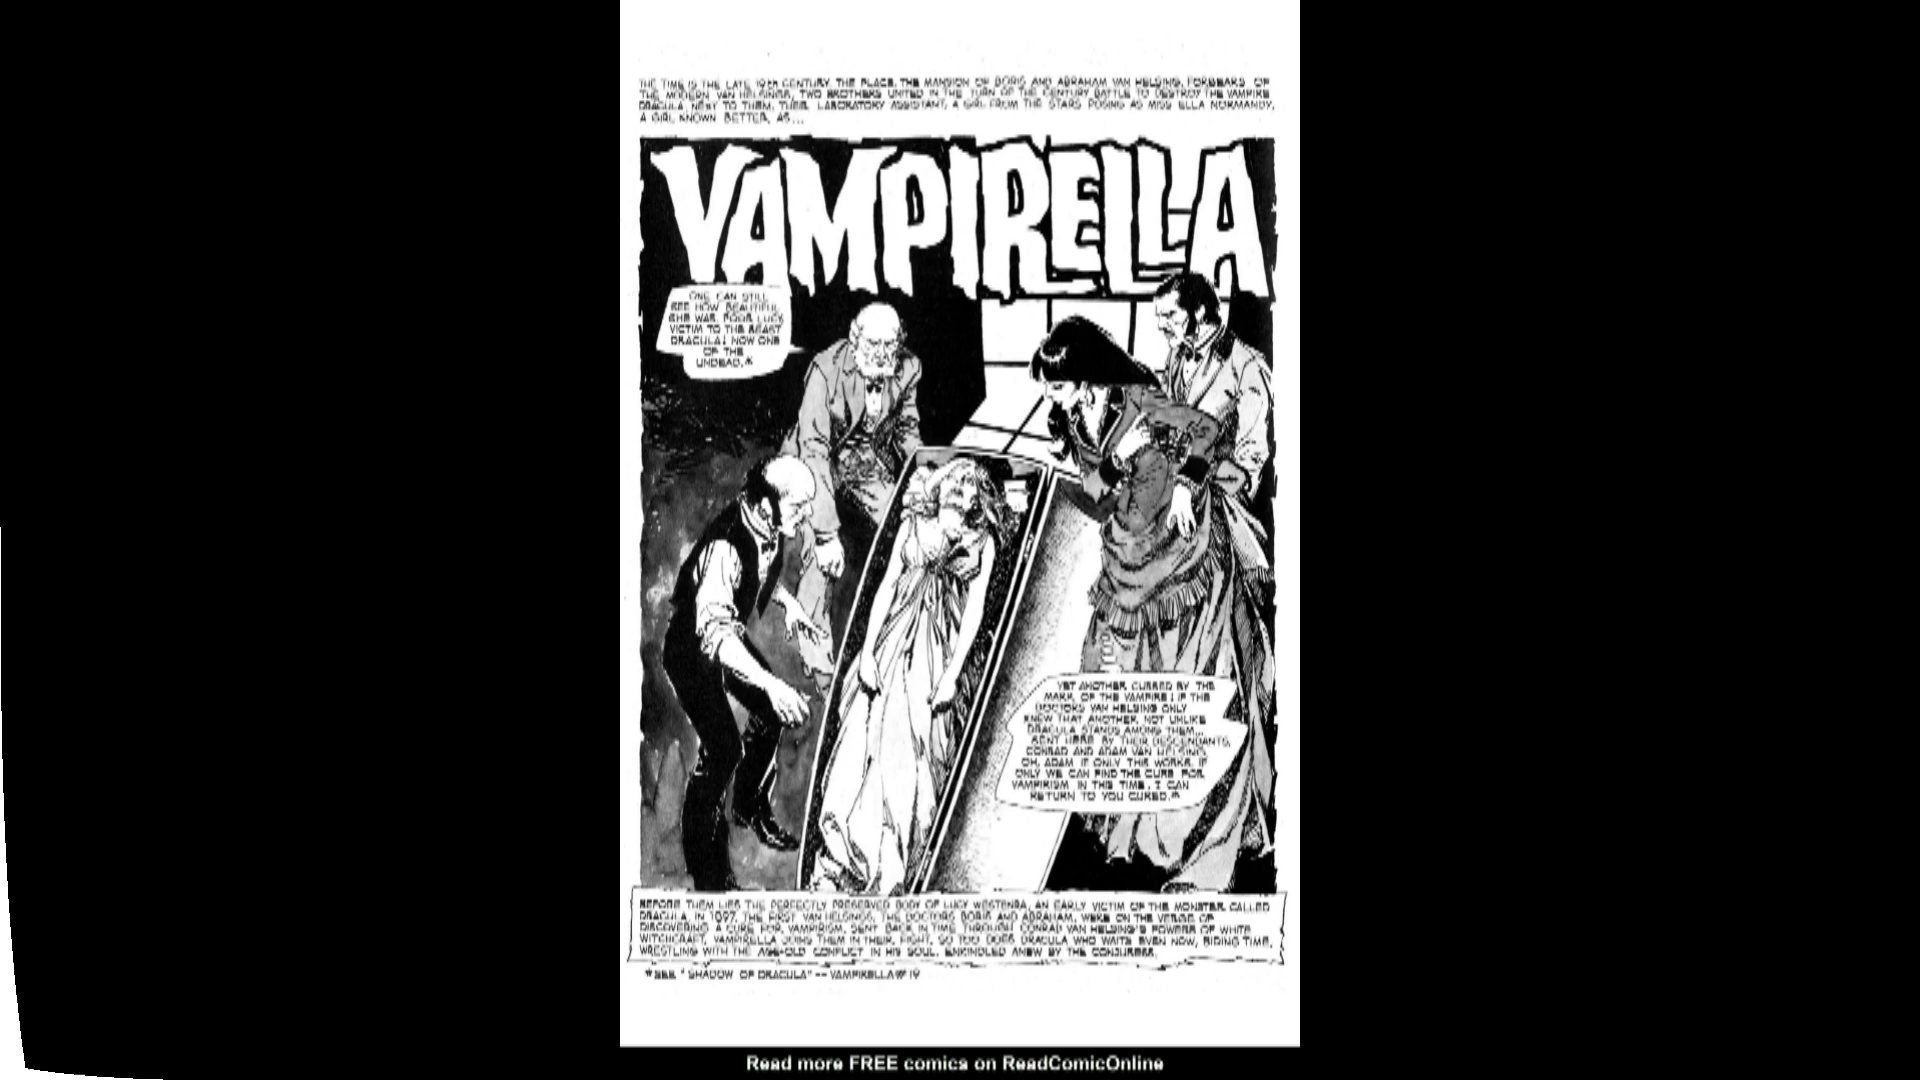 THE TIME IS THE LATE 19TH CENTURY. THE PLACE, THE MANSION OF BORIS AND ABRAHAM VAN HELSING, FORBEARS OF
THE MODERN VAN HELSINGS, TWO BROTHERS UNITED IN THE TURN OF THE CENTURY BATTLE TO DESTROY THE VAMPIRE
DRACULA. NEXT TO THEM, THEIR LABORATORY ASSISTANT, A GIRL FROM THE STARS POSING AS MISS ELLA NORMANDY,
A GIRL KNOWN BETTER, AS...
VAMPIRELLA
ONE CAN STILL
SEE HOW BEAUTIFUL
SHE WAS. POOR LUCY,
VICTIM TO THE BEAST
DRACULA! NOW ONE
OF THE
UNDEAD.*
YET ANOTHER CURSED BY THE
MARK OF THE VAMPIRE! IF THE
DOCTORS VAN HELSING ONLY
KNEW THAT ANOTHER, NOT UNLIKE
DRACULA STANDS AMONG THEM...
SENT HERE BY THEIR DESCENDANTS,
CONRAD AND ADAM VAN HELSING.
OH, ADAM IF ONLY THIS WORKS. IF
ONLY WE CAN FIND THE CURE FOR
VAMPIRISM IN THIS TIME, I CAN
RETURN TO YOU CURED.*
BEFORE THEM LIES THE PERFECTLY PRESERVED BODY OF LUCY WESTENRA, AN EARLY VICTIM OF THE MONSTER CALLED
DRACULA. IN 1897, THE FIRST VAN HELSINGS, THE DOCTORS BORIS AND ABRAHAM, WERE ON THE VERGE OF
DISCOVERING A CURE FOR VAMPIRISM. SENT BACK IN TIME THROUGH CONRAD VAN HELSING'S POWERS OF WHITE
WITCHCRAFT, VAMPIRELLA JOINS THEM IN THEIR FIGHT. SO TOO DOES DRACULA WHO WAITS EVEN NOW, BIDING TIME,
WRESTLING WITH THE AGE-OLD CONFLICT IN HIS SOUL. ENKINDLED ANEW BY THE CONJURESS.
*SEE "SHADOW OF DRACULA" -- VAMPIRELLA #19
Read more FREE comics on ReadComicOnline